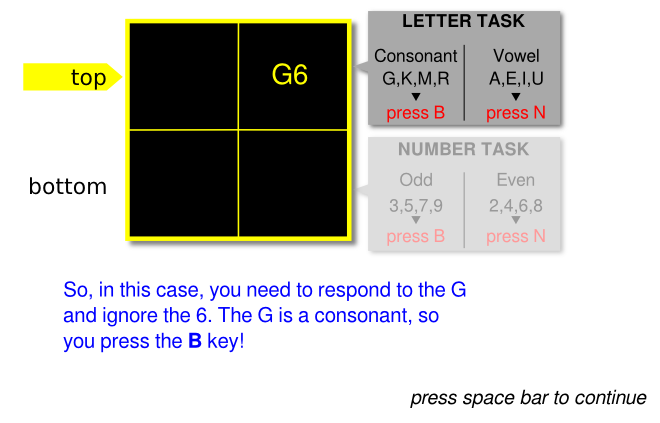 LETTER TASK
Consonant Vowel
G,K,M,R A,E,I,U
press B press N
top
G6
NUMBER TASK
Odd Even
3,5,7,9 2,4,6,8
press B press N
bottom
So, in this case, you need to respond to the G
and ignore the 6. The G is a consonant, so
you press the B key!
press space bar to continue